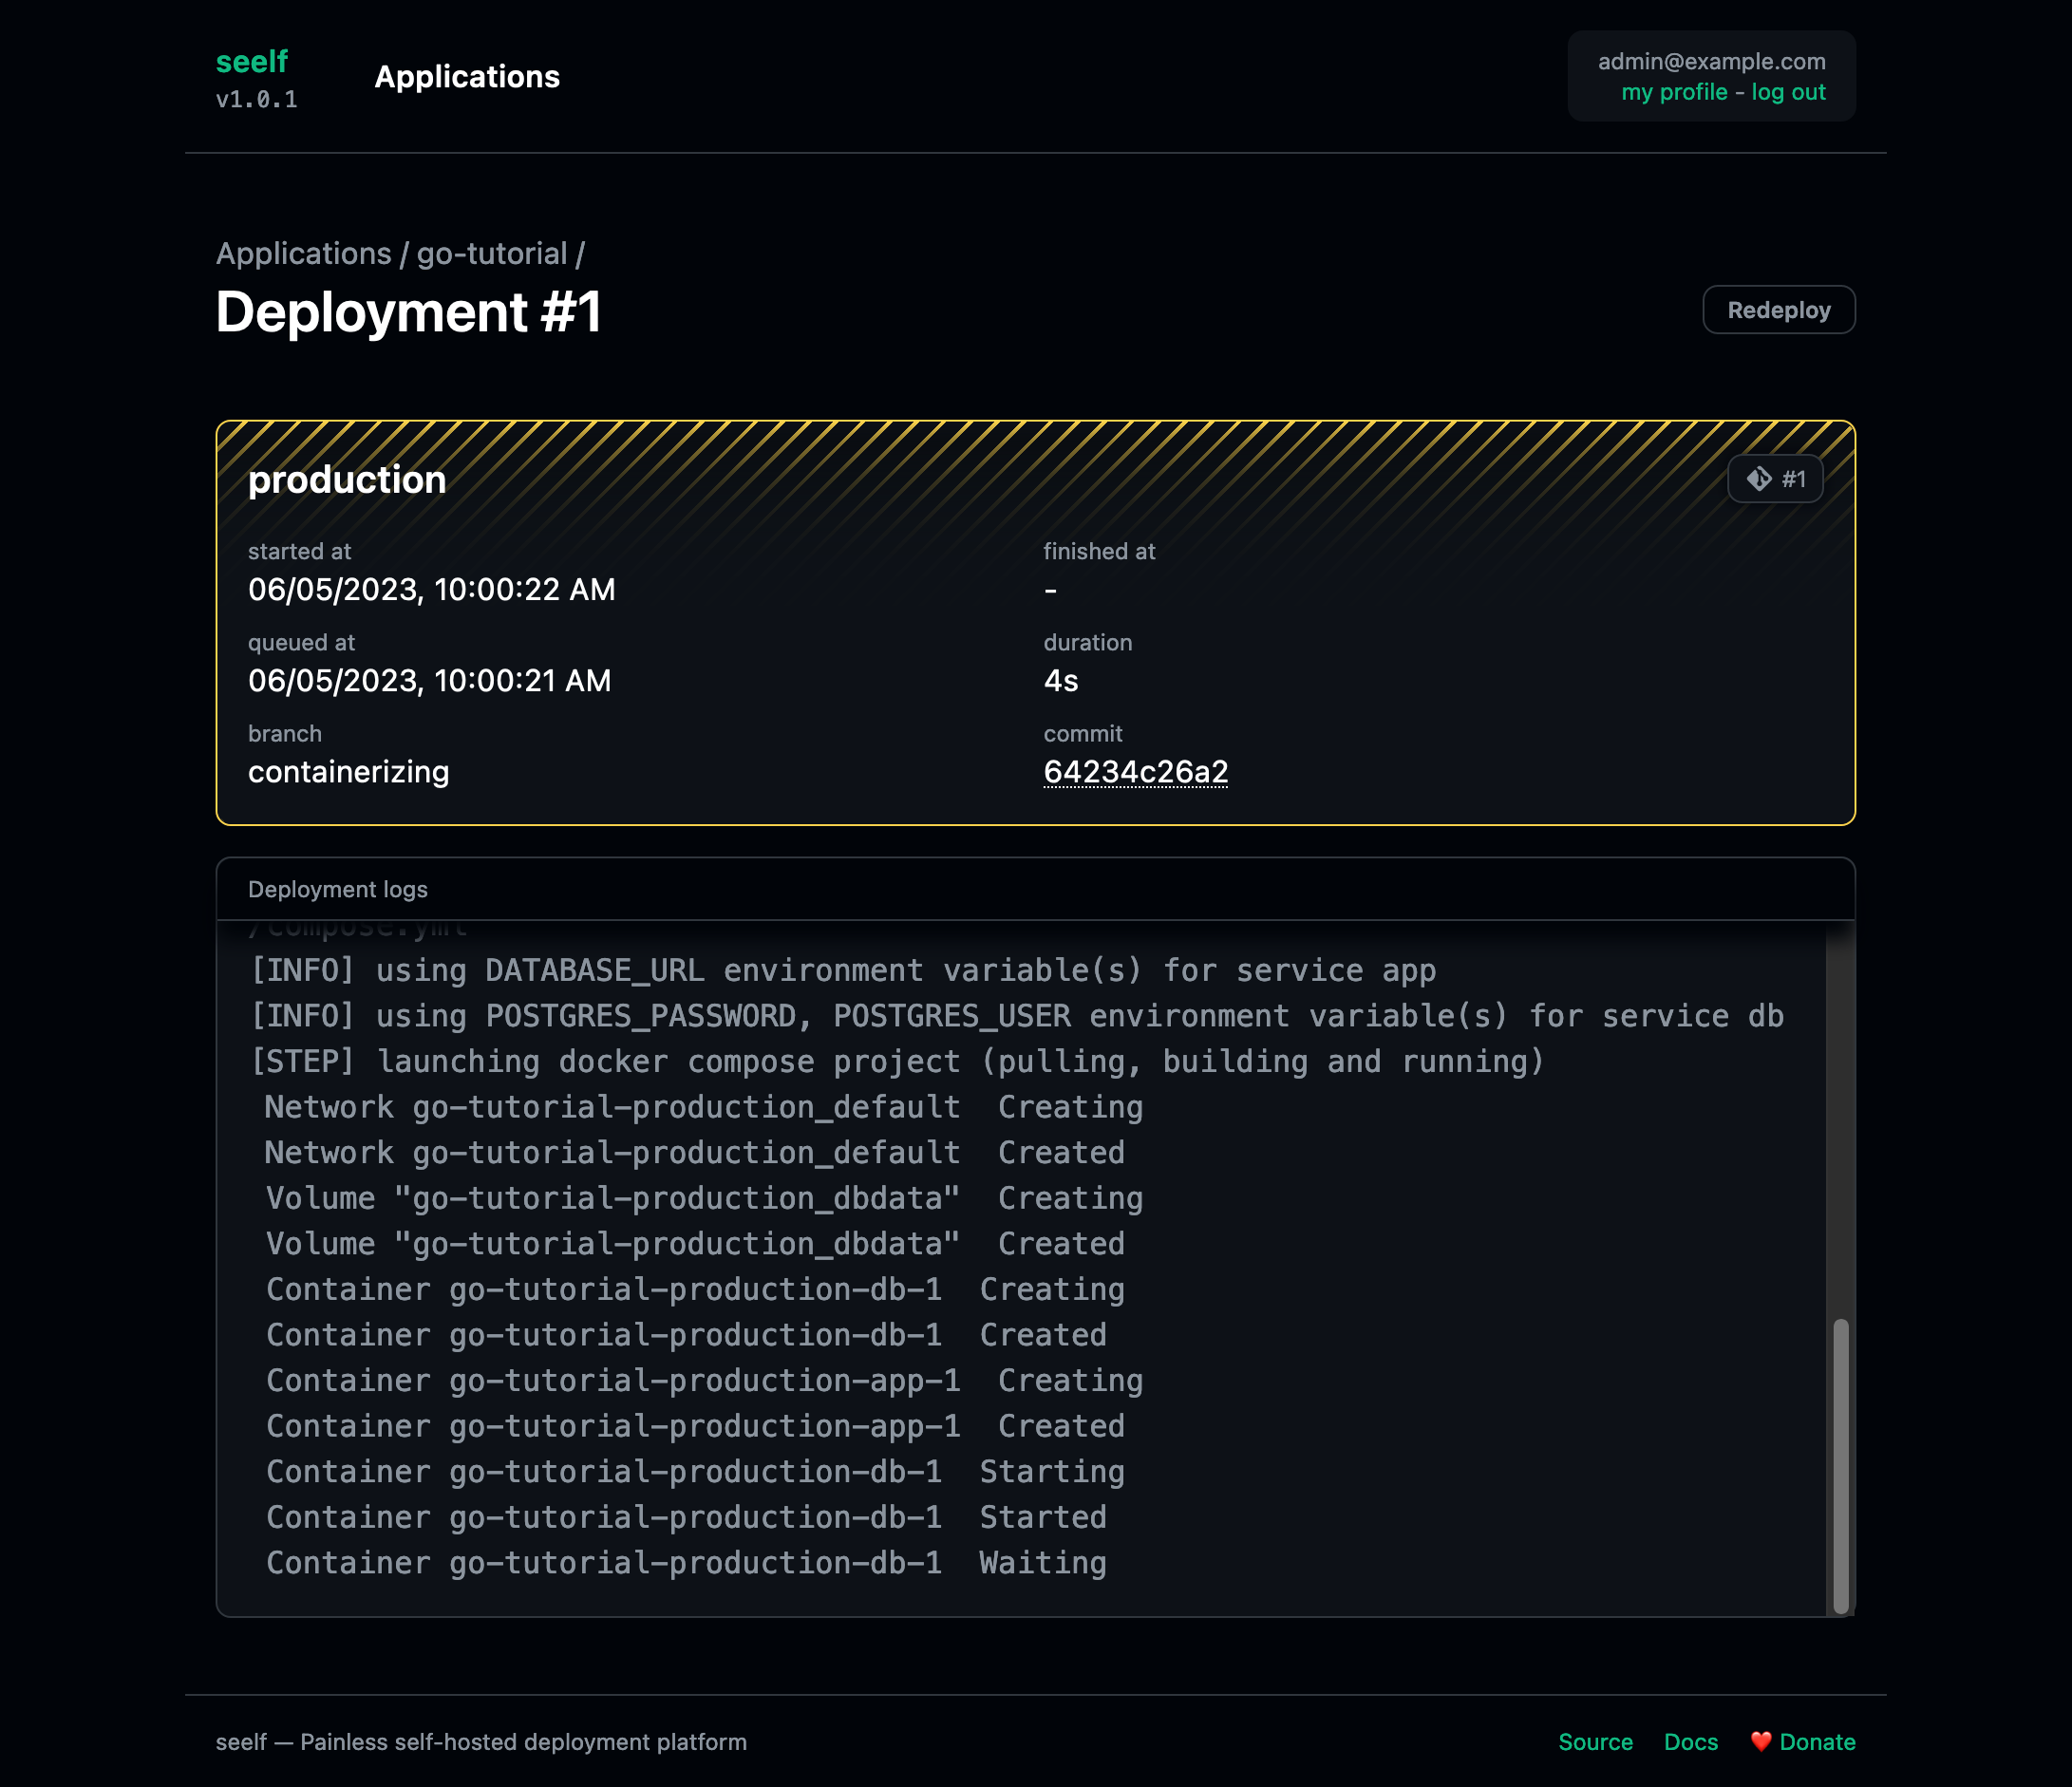 seelf
v1.0.1
Applications
admin@example.com
my profile - log out
Applications / go-tutorial /
Deployment #1
Redeploy
production
#1
started at
06/05/2023, 10:00:22 AM
finished at
-
queued at
06/05/2023, 10:00:21 AM
duration
4s
branch
containerizing
commit
64234c26a2
Deployment logs
/compose.yml
[INFO] using DATABASE_URL environment variable(s) for service app
[INFO] using POSTGRES_PASSWORD, POSTGRES_USER environment variable(s) for service db
[STEP] launching docker compose project (pulling, building and running)
Network go-tutorial-production_default  Creating
Network go-tutorial-production_default  Created
Volume "go-tutorial-production_dbdata"  Creating
Volume "go-tutorial-production_dbdata"  Created
Container go-tutorial-production-db-1  Creating
Container go-tutorial-production-db-1  Created
Container go-tutorial-production-app-1  Creating
Container go-tutorial-production-app-1  Created
Container go-tutorial-production-db-1  Starting
Container go-tutorial-production-db-1  Started
Container go-tutorial-production-db-1  Waiting
seelf — Painless self-hosted deployment platform
Source
Docs
❤️ Donate